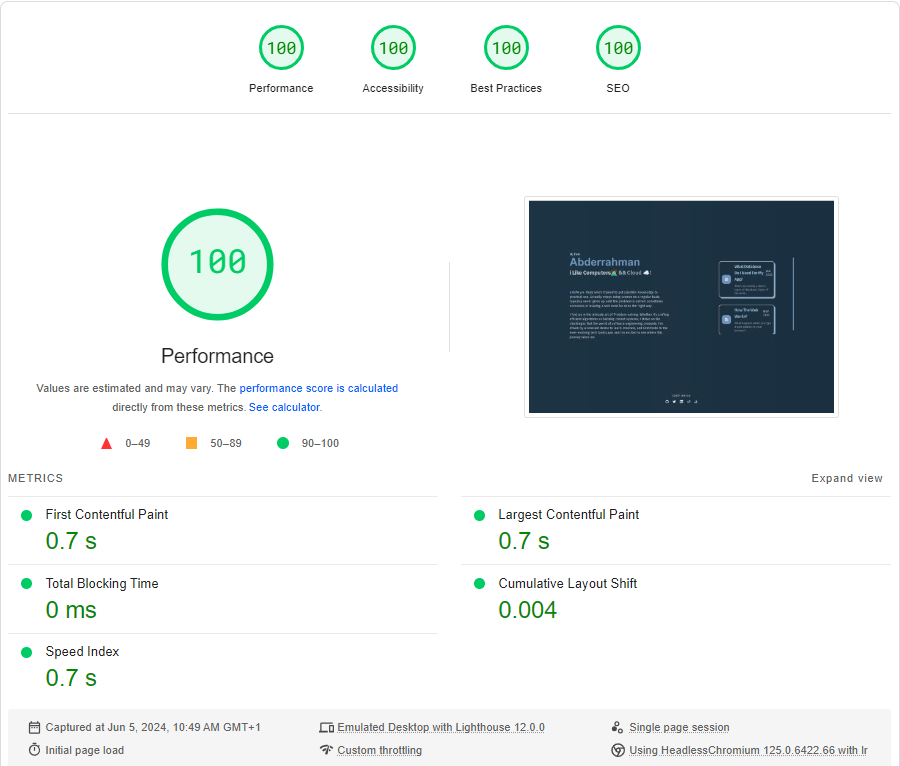 100
100
100
100
Performance
Accessibility
Best Practices
SEO
100
Performance
Values are estimated and may vary. The performance score is calculated
directly from these metrics. See calculator.
0–49
50–89
90–100
Abderrahman
i Like Computers && Cloud !
METRICS
Expand view
First Contentful Paint
0.7 s
Largest Contentful Paint
0.7 s
Total Blocking Time
0 ms
Cumulative Layout Shift
0.004
Speed Index
0.7 s
Captured at Jun 5, 2024, 10:49 AM GMT+1
Emulated Desktop with Lighthouse 12.0.0
Single page session
Initial page load
Custom throttling
Using HeadlessChromium 125.0.6422.66 with lr